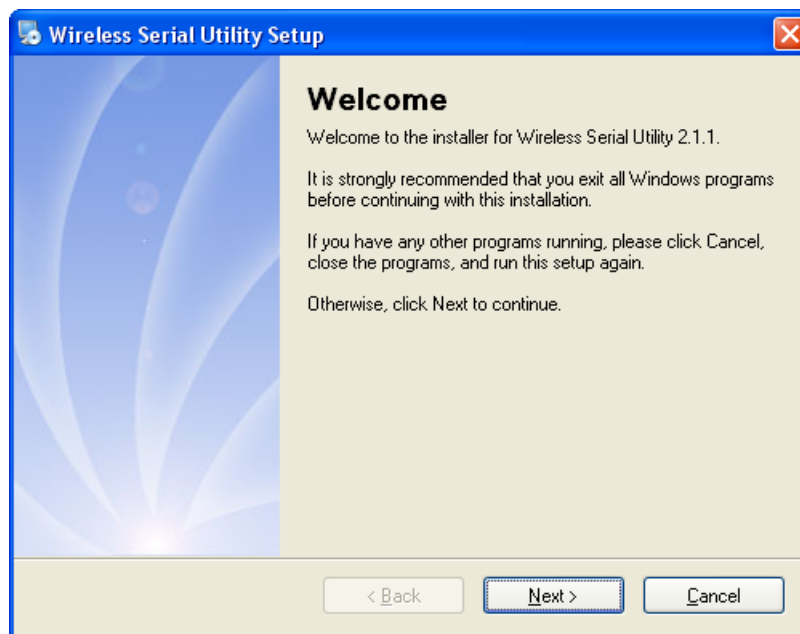 Wireless Serial Utility Setup
Welcome
Welcome to the installer for Wireless Serial Utility 2.1.1.
It is strongly recommended that you exit all Windows programs
before continuing with this installation.
If you have any other programs running, please click Cancel,
close the programs, and run this setup again.
Otherwise, click Next to continue.
< Back
Next >
Cancel